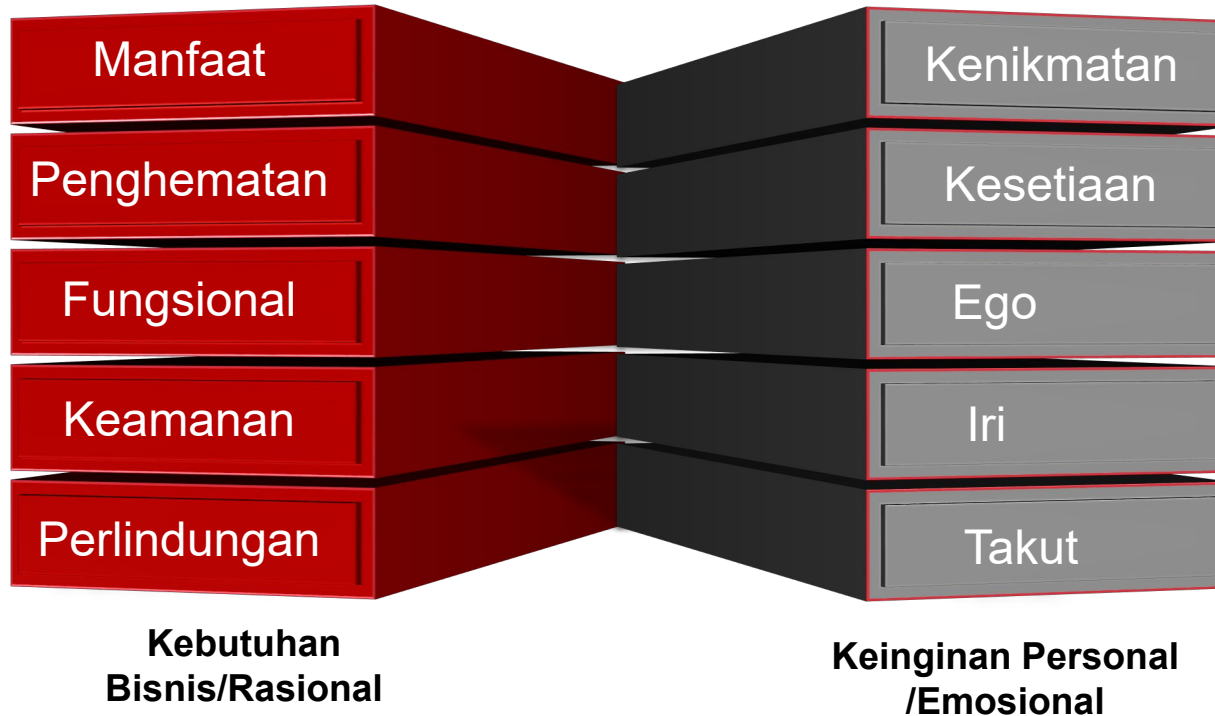 Manfaat
Penghematan
Fungsional
Keamanan
Perlindungan
Kebutuhan
Bisnis/Rasional
Kenikmatan
Kesetiaan
Ego
Iri
Takut
Keinginan Personal
/Emosional